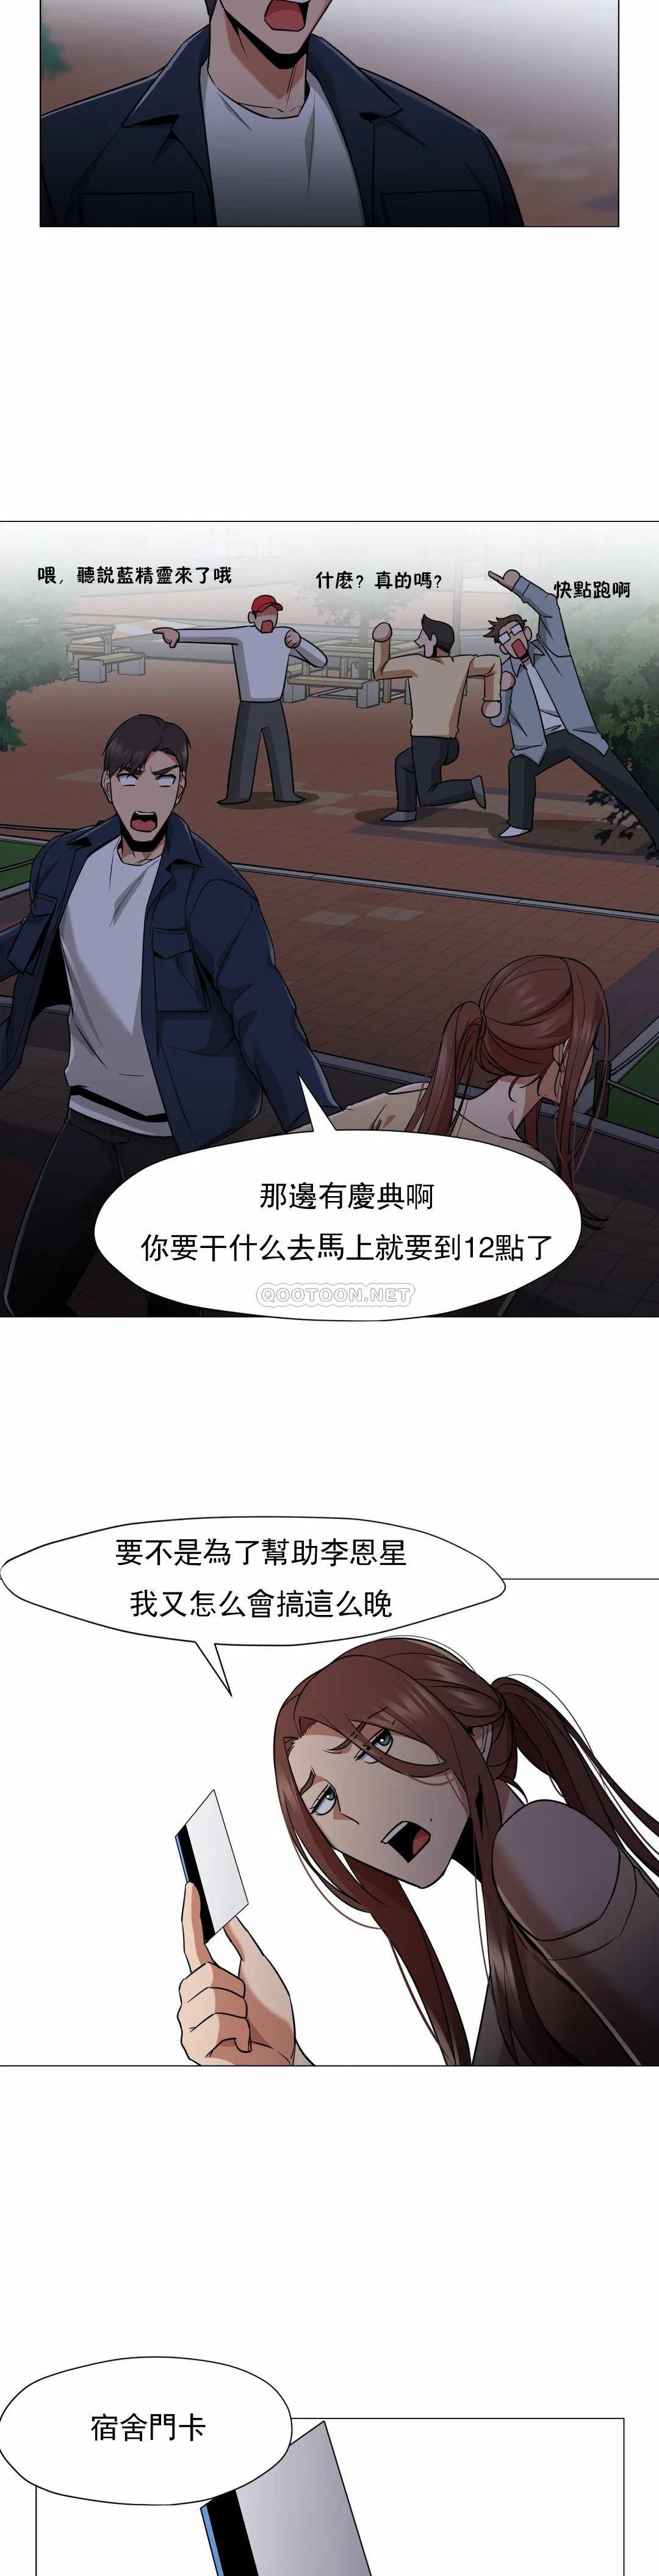 喂，聽説藍精靈來了哦
什麽？真的嗎？
快點跑啊
那邊有慶典啊
你要干什么去馬上就要到12點了
QOOTOON.NET
要不是為了幫助李恩星
我又怎么會搞這么晚
宿舍門卡